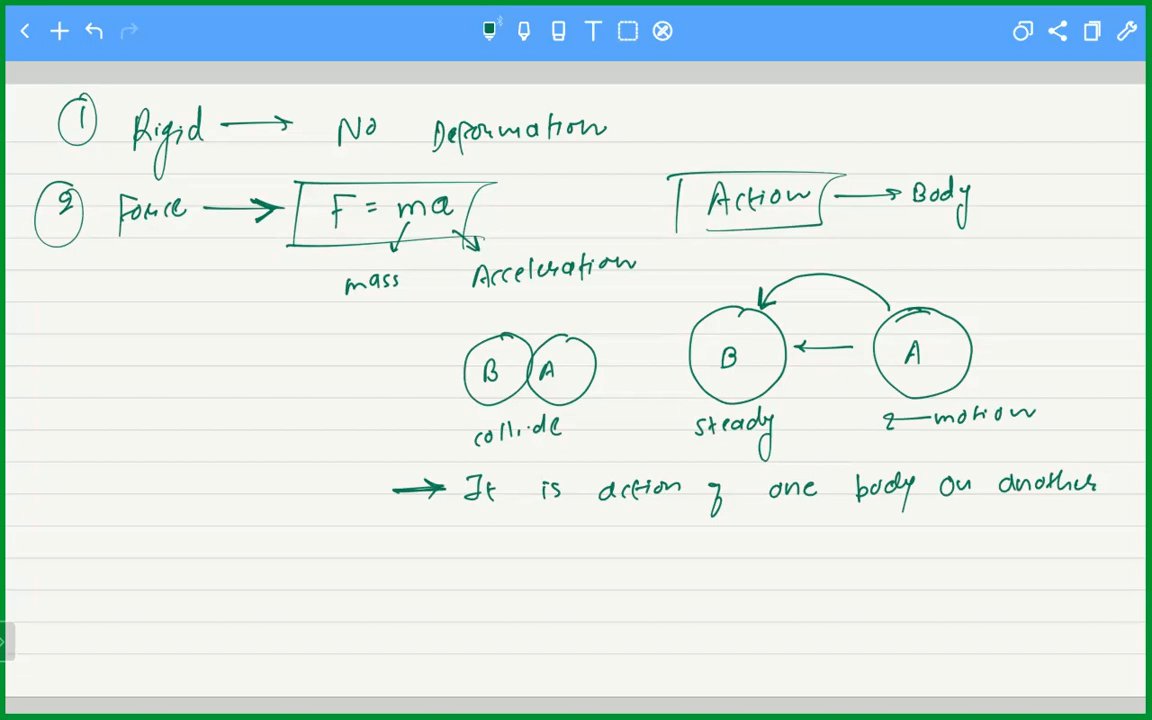 ① Rigid → No Deformation
② Force → F = ma Action → Body
mass Acceleration
B A
B A
collide steady ← motion
→ It is action of one body on another